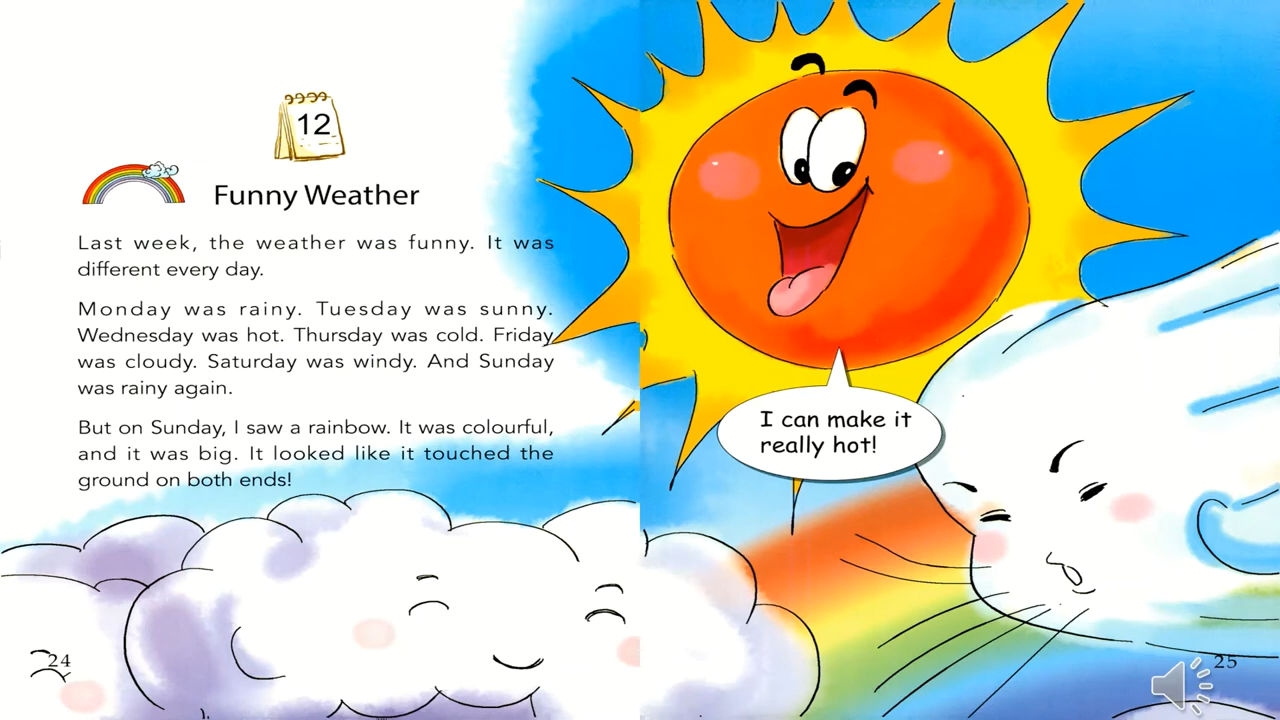 12
Funny Weather
Last week, the weather was funny. It was
different every day.
Monday was rainy. Tuesday was sunny.
Wednesday was hot. Thursday was cold. Friday
was cloudy. Saturday was windy. And Sunday
was rainy again.
But on Sunday, I saw a rainbow. It was colourful,
and it was big. It looked like it touched the
ground on both ends!
24
I can make it
really hot!
25